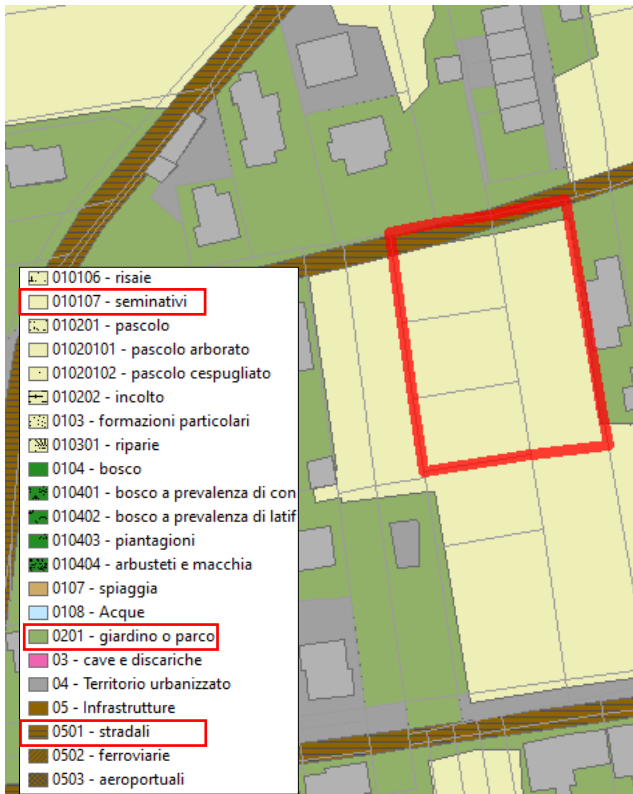 010106 - risaie
010107 - seminativi
010201 - pascolo
01020101 - pascolo arborato
01020102 - pascolo cespugliato
010202 - incolto
0103 - formazioni particolari
010301 - riparie
0104 - bosco
010401 - bosco a prevalenza di con
010402 - bosco a prevalenza di latif
010403 - piantagioni
010404 - arbusteti e macchia
0107 - spiaggia
0108 - Acque
0201 - giardino o parco
03 - cave e discariche
04 - Territorio urbanizzato
05 - Infrastrutture
0501 - stradali
0502 - ferroviarie
0503 - aeroportuali